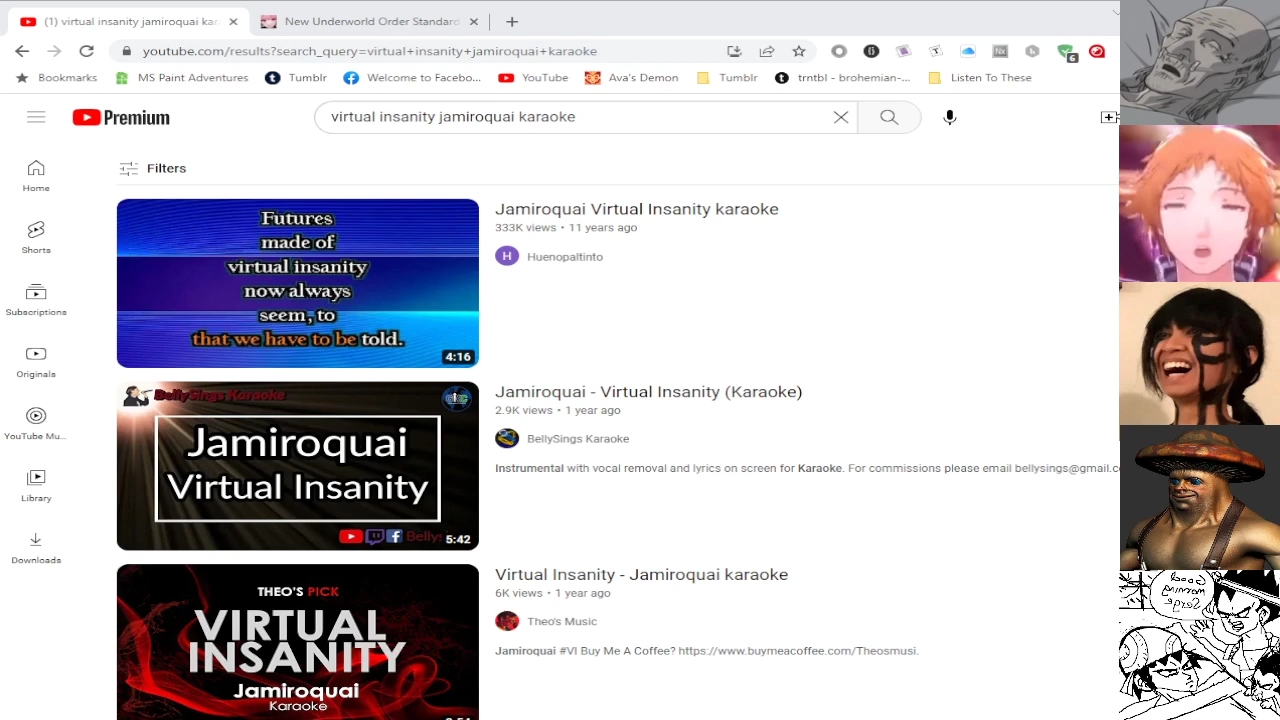 (1) virtual insanity jamiroquai kar
New Underworld Order Standard
youtube.com/results?search_query=virtual+insanity+jamiroquai+karaoke
6
Bookmarks
MS Paint Adventures
Tumblr
Welcome to Facebo...
YouTube
Ava's Demon
Tumblr
trntbl - brohemian-...
Listen To These
Premium
virtual insanity jamiroquai karaoke
Home
Shorts
Subscriptions
Originals
YouTube Mu...
Library
Downloads
Filters
Futures
made of
virtual insanity
now always
seem, to
that we have to be told.
4:16
Jamiroquai Virtual Insanity karaoke
333K views • 11 years ago
H
Huenopaltinto
BellySings Karaoke
Jamiroquai
Virtual Insanity
Bellys
5:42
Jamiroquai - Virtual Insanity (Karaoke)
2.9K views • 1 year ago
BellySings Karaoke
Instrumental with vocal removal and lyrics on screen for Karaoke. For commissions please email bellysings@gmail.c
THEO'S PICK
VIRTUAL
INSANITY
Jamiroquai
Karaoke
Virtual Insanity - Jamiroquai karaoke
6K views • 1 year ago
Theo's Music
Jamiroquai #VI Buy Me A Coffee? https://www.buymeacoffee.com/Theosmusi.